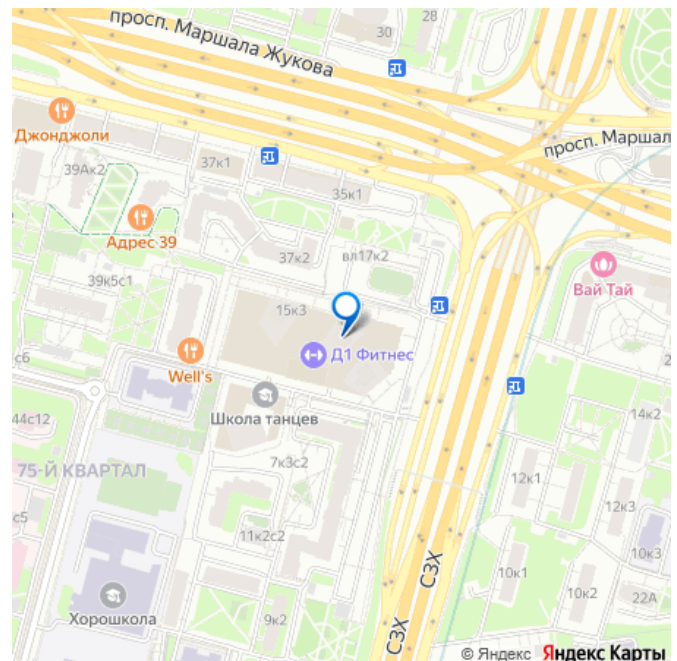 28
30
просп. Маршала Жукова
Джонджоли
просп. Маршал
37к1
39Ак2
35к1
Адрес 39
37к2
вл17к2
39к5с1
Вай Тай
15к3
Д1 Фитнес
с6
Well's
2
Школа танцев
44с12
14к2
75-Й КВАРТАЛ
7к3с2
12к1
12к3
с5
11к2с2
10к3
СЗХ
10к1
10к2
22А
Хорошкола
9к2
СЗХ
© Яндекс Яндекс Карты